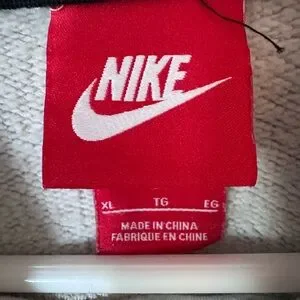 NIKE
XL TG EG
MADE IN CHINA
FABRIQUE EN CHINE